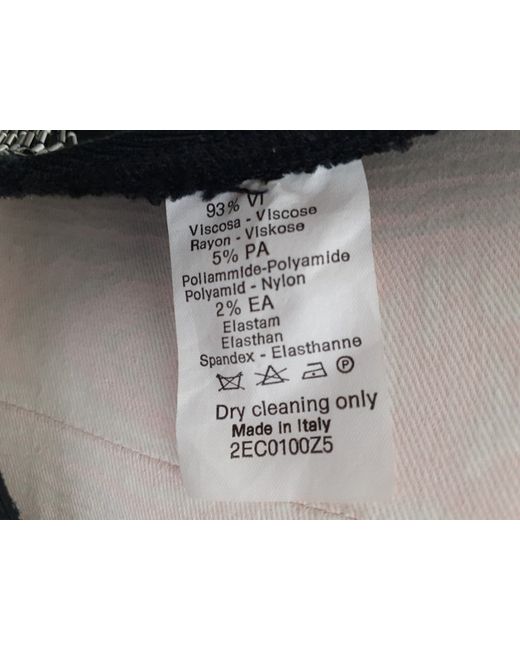 93% VI
Viscosa - Viscose
Rayon - Viskose
5% PA
Poliammide-Polyamide
Polyamid - Nylon
2% EA
Elastam
Elasthan
Spandex - Elasthanne
P
Dry cleaning only
Made in Italy
2EC0100Z5